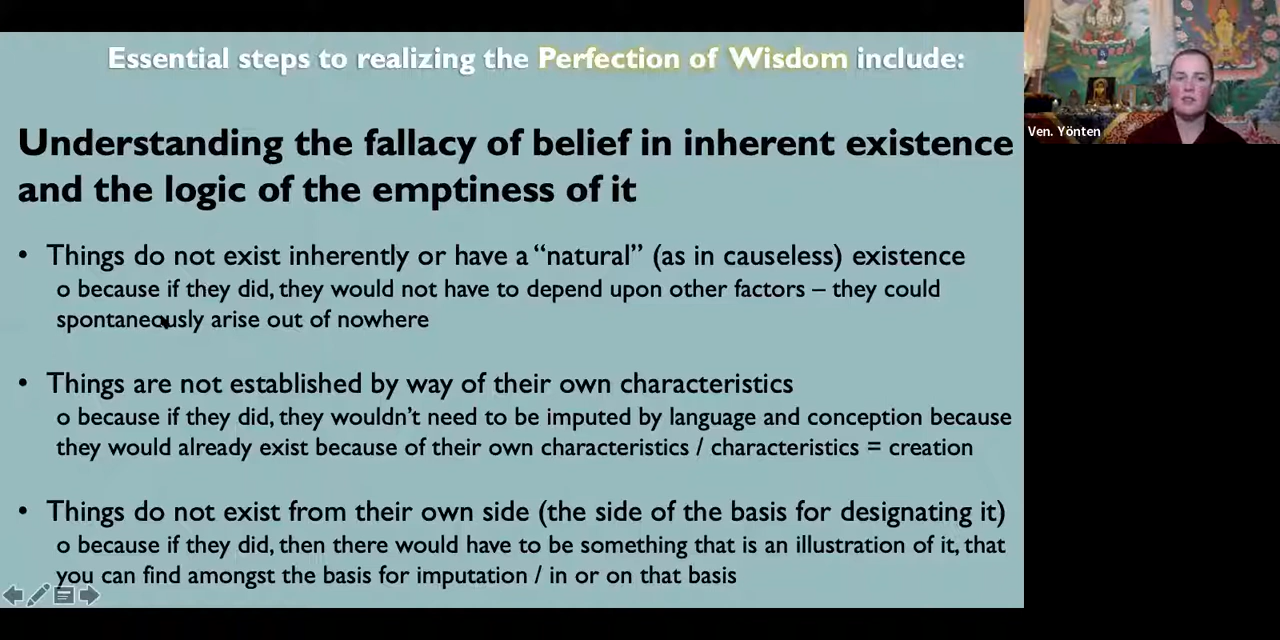 Essential steps to realizing the Perfection of Wisdom include:
Understanding the fallacy of belief in inherent existence
and the logic of the emptiness of it
• Things do not exist inherently or have a “natural” (as in causeless) existence
o because if they did, they would not have to depend upon other factors – they could
spontaneously arise out of nowhere
• Things are not established by way of their own characteristics
o because if they did, they wouldn’t need to be imputed by language and conception because
they would already exist because of their own characteristics / characteristics = creation
• Things do not exist from their own side (the side of the basis for designating it)
o because if they did, then there would have to be something that is an illustration of it, that
you can find amongst the basis for imputation / in or on that basis
Ven. Yönten